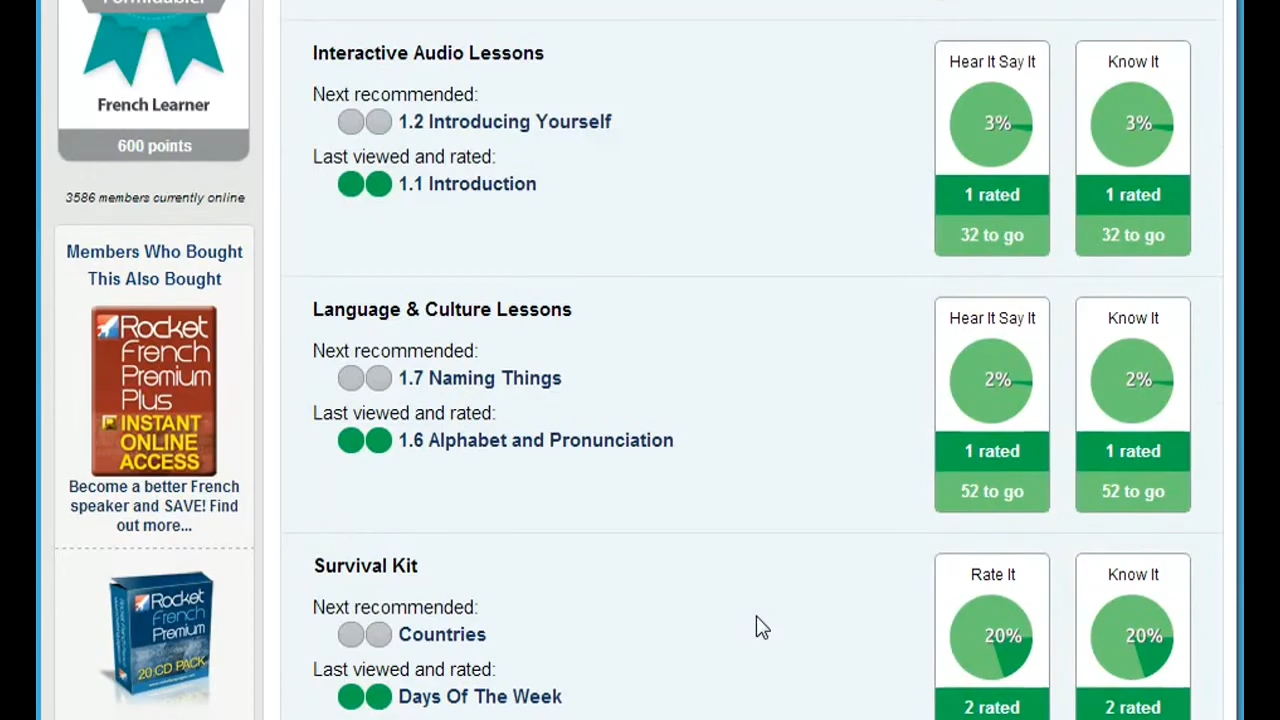 Formidable!
French Learner
600 points
3586 members currently online
Members Who Bought
This Also Bought
Rocket
French
Premium
Plus
INSTANT
ONLINE
ACCESS
Become a better French
speaker and SAVE! Find
out more...
Rocket
French
Premium
20 CD PACK
Interactive Audio Lessons
Next recommended:
1.2 Introducing Yourself
Last viewed and rated:
1.1 Introduction
Hear It Say It
3%
1 rated
32 to go
Know It
3%
1 rated
32 to go
Language & Culture Lessons
Next recommended:
1.7 Naming Things
Last viewed and rated:
1.6 Alphabet and Pronunciation
Hear It Say It
2%
1 rated
52 to go
Know It
2%
1 rated
52 to go
Survival Kit
Next recommended:
Countries
Last viewed and rated:
Days Of The Week
Rate It
20%
2 rated
Know It
20%
2 rated